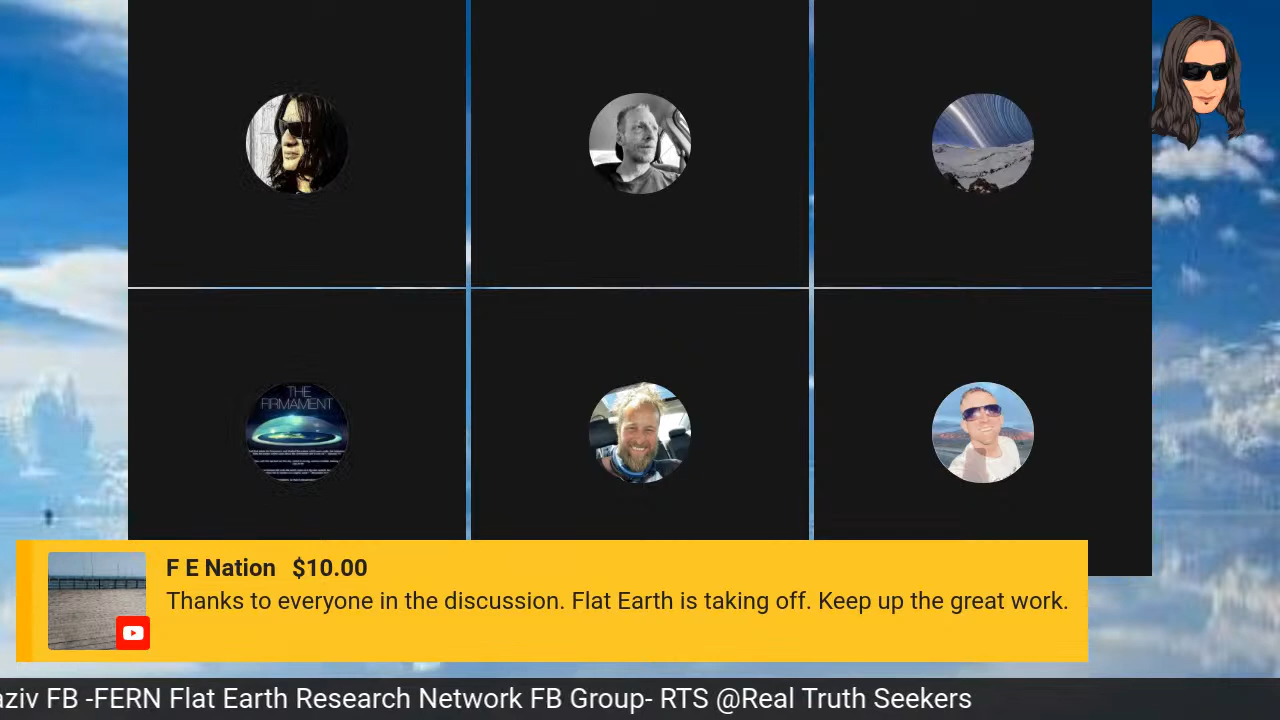 THE
FIRMAMENT
F E Nation $10.00
Thanks to everyone in the discussion. Flat Earth is taking off. Keep up the great work.
FB -FERN Flat Earth Research Network FB Group- RTS @Real Truth Seekers